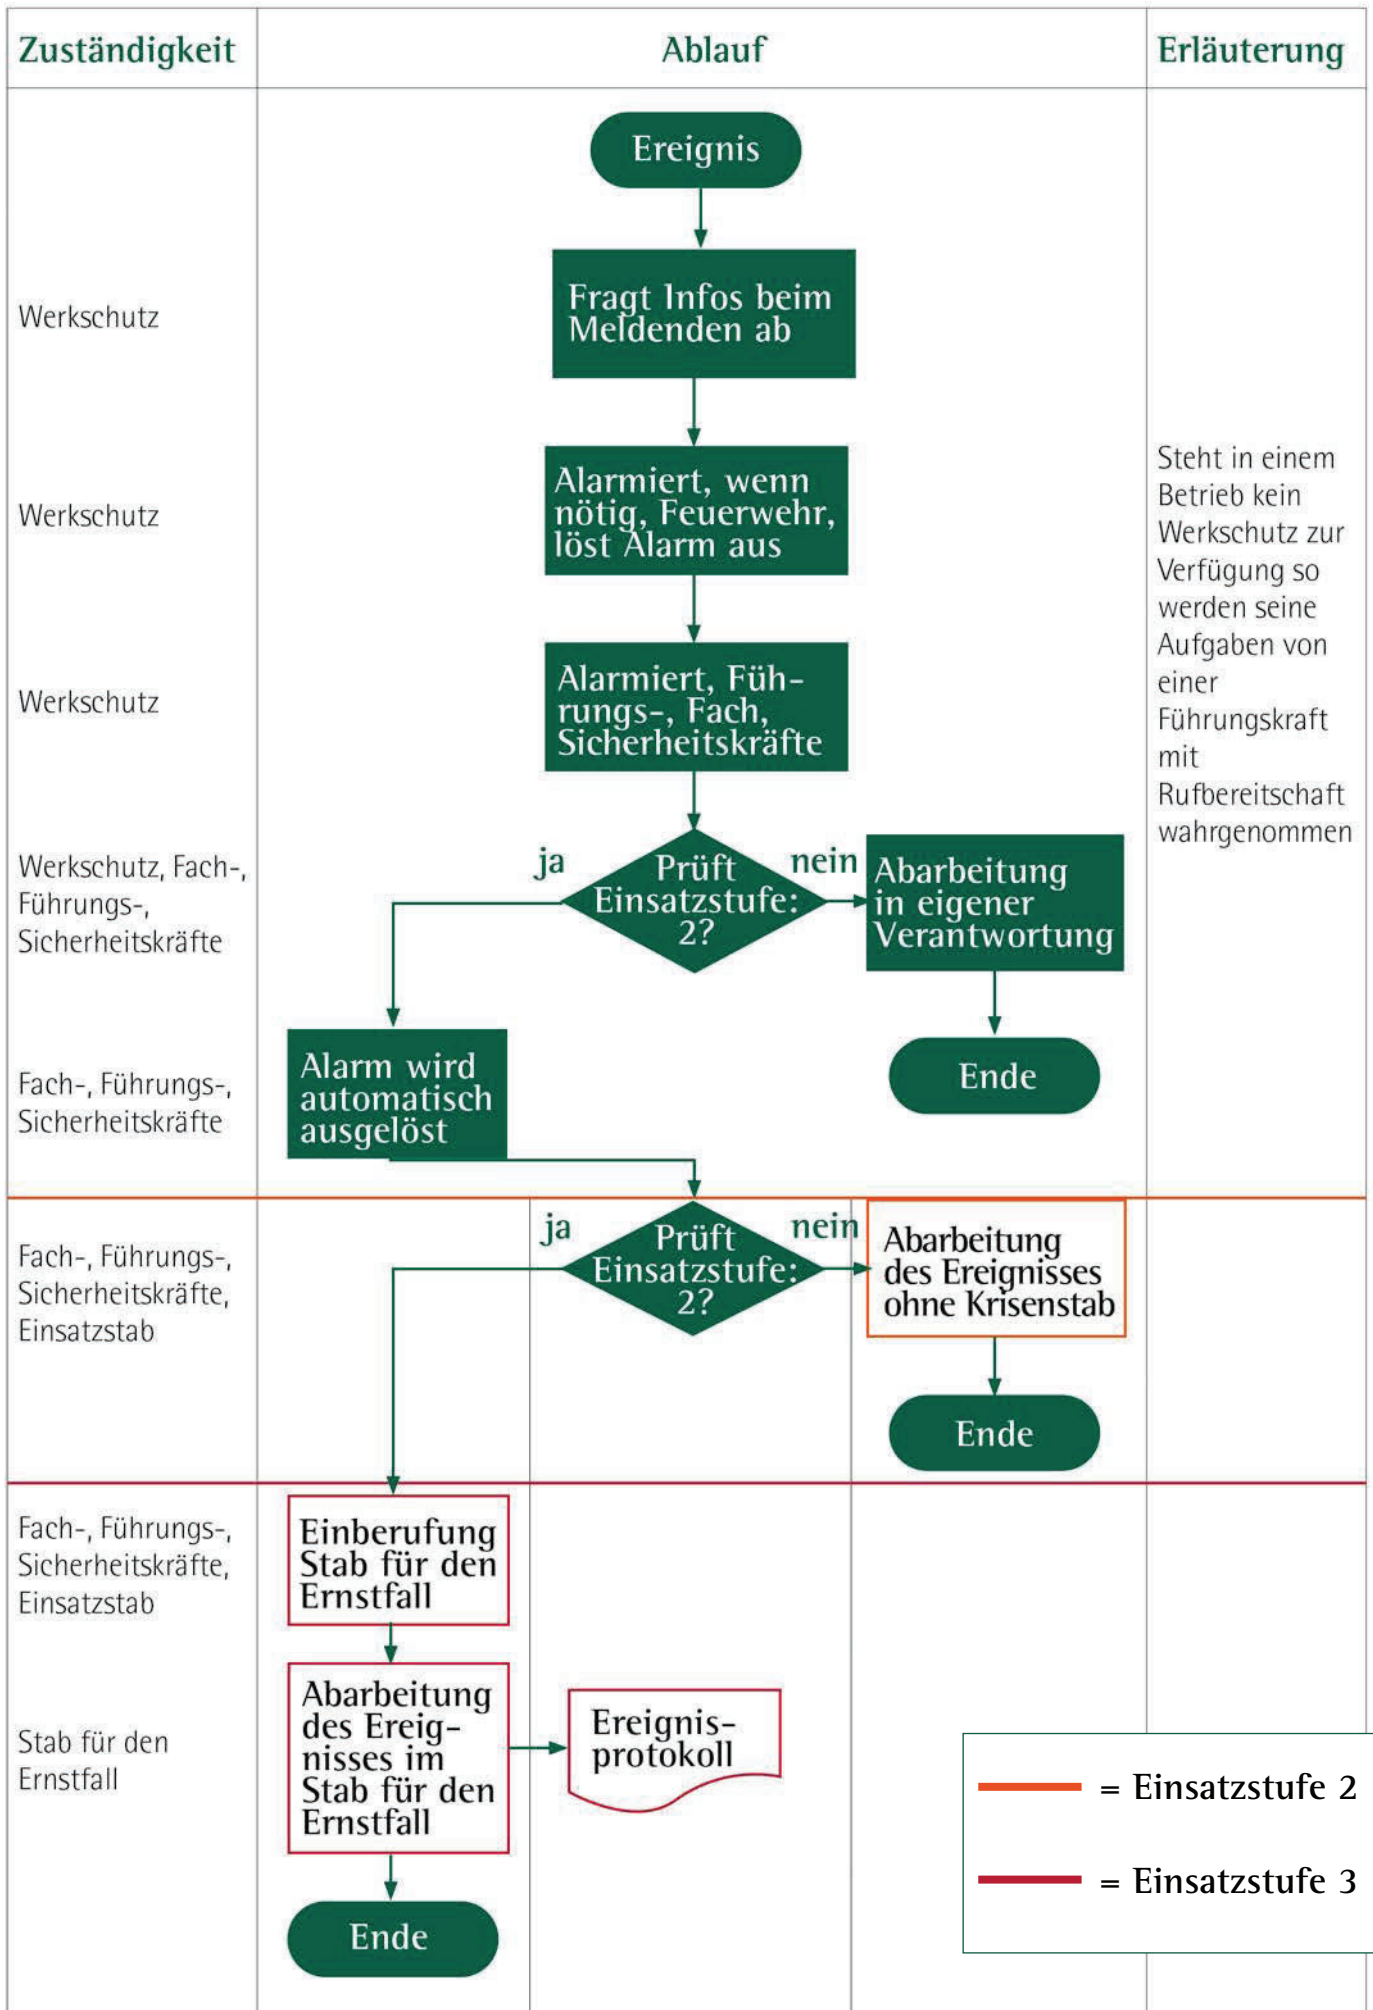 Zuständigkeit
Ablauf
Erläuterung
Ereignis
Werkschutz
Fragt Infos beim
Meldenden ab
Werkschutz
Alarmiert, wenn
nötig, Feuerwehr,
löst Alarm aus
Steht in einem
Betrieb kein
Werkschutz zur
Verfügung so
werden seine
Aufgaben von
einer
Führungskraft
mit
Rufbereitschaft
wahrgenommen
Werkschutz
Alarmiert, Füh-
rungs-, Fach,
Sicherheitskräfte
Werkschutz, Fach-,
Führungs-,
Sicherheitskräfte
ja
Prüft
Einsatzstufe:
2?
nein
Abarbeitung
in eigener
Verantwortung
Ende
Fach-, Führungs-,
Sicherheitskräfte
Alarm wird
automatisch
ausgelöst
Fach-, Führungs-,
Sicherheitskräfte,
Einsatzstab
ja
Prüft
Einsatzstufe:
2?
nein
Abarbeitung
des Ereignisses
ohne Krisenstab
Ende
Fach-, Führungs-,
Sicherheitskräfte,
Einsatzstab
Einberufung
Stab für den
Ernstfall
Stab für den
Ernstfall
Abarbeitung
des Ereig-
nisses im
Stab für den
Ernstfall
Ereignis-
protokoll
Ende
= Einsatzstufe 2
= Einsatzstufe 3